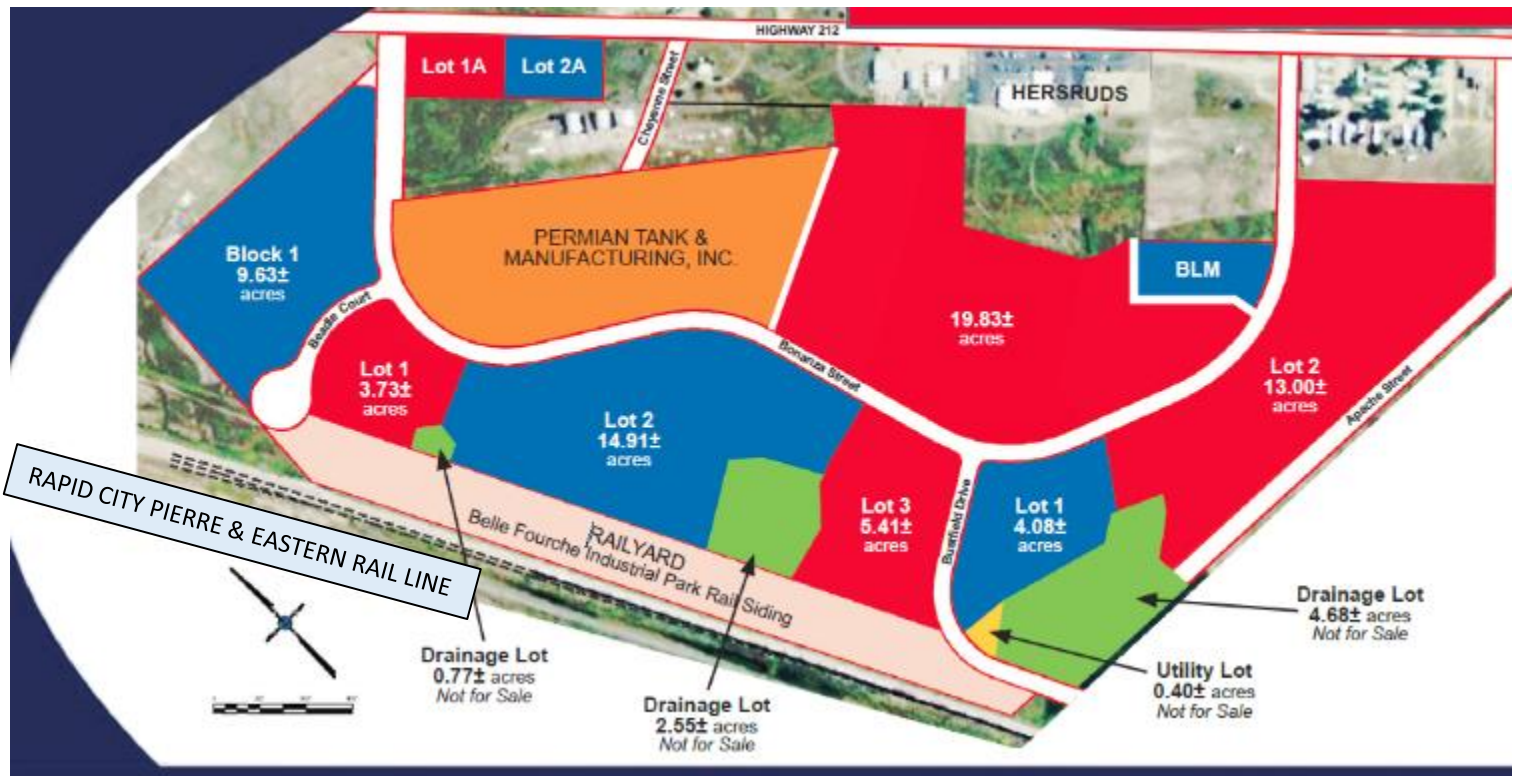 HIGHWAY 212
Lot 1A
Lot 2A
Cheyenne Street
HERSRUDS
PERMIAN TANK &
MANUFACTURING, INC.
Block 1
9.63±
acres
BLM
Beadle Court
19.83±
acres
Bonanza Street
Lot 1
3.73±
acres
Lot 2
13.00±
acres
Apache Street
Lot 2
14.91±
acres
RAPID CITY PIERRE & EASTERN RAIL LINE
Lot 3
5.41±
acres
Buttfield Drive
Lot 1
4.08±
acres
RAILYARD
Belle Fourche Industrial Park Rail Siding
Drainage Lot
4.68± acres
Not for Sale
Drainage Lot
0.77± acres
Not for Sale
Utility Lot
0.40± acres
Not for Sale
Drainage Lot
2.55± acres
Not for Sale